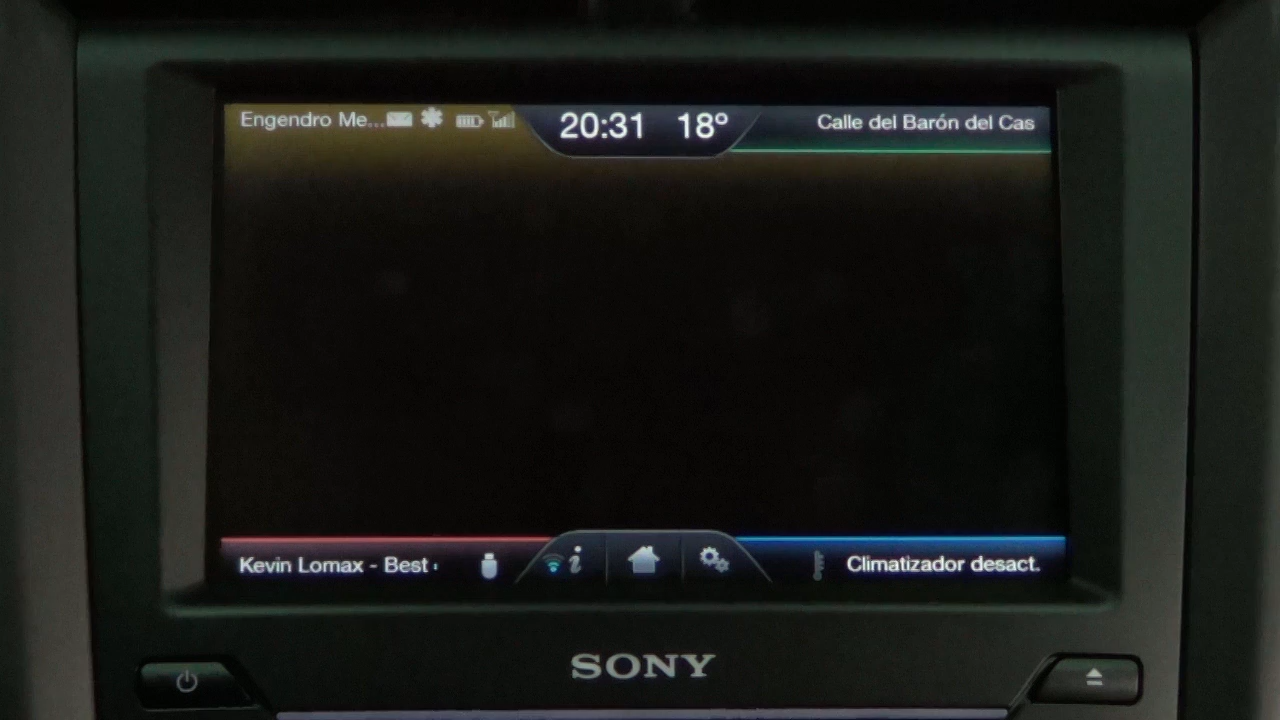 Engendro Me...
20:31 18°
Calle del Barón del Cas
Kevin Lomax - Best
Climatizador desact.
SONY